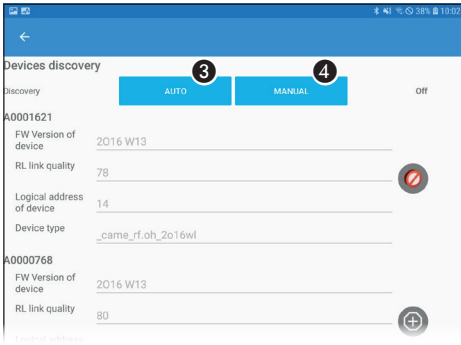 38% 10:02
Devices discovery
3 4
Discovery AUTO MANUAL Off
A0001621
FW Version of device 2016 W13
RL link quality 78
Logical address of device 14
Device type _came_rf.oh_2o16wl
A0000768
FW Version of device 2016 W13
RL link quality 80
Logical address